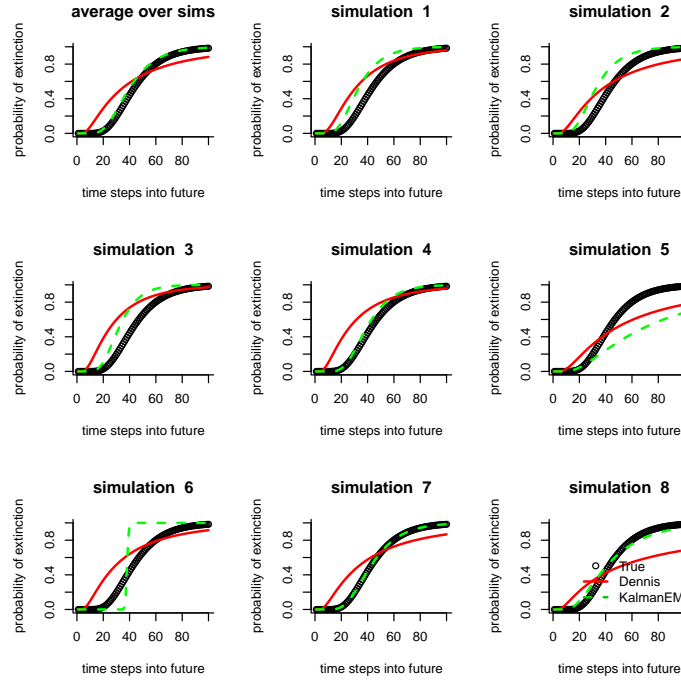 average over sims
simulation 1
simulation 2
probability of extinction
0.0 0.4 0.8
0 20 40 60 80
time steps into future
probability of extinction
0.0 0.4 0.8
0 20 40 60 80
time steps into future
probability of extinction
0.0 0.4 0.8
0 20 40 60 80
time steps into future
simulation 3
simulation 4
simulation 5
probability of extinction
0.0 0.4 0.8
0 20 40 60 80
time steps into future
probability of extinction
0.0 0.4 0.8
0 20 40 60 80
time steps into future
probability of extinction
0.0 0.4 0.8
0 20 40 60 80
time steps into future
simulation 6
simulation 7
simulation 8
probability of extinction
0.0 0.4 0.8
0 20 40 60 80
time steps into future
probability of extinction
0.0 0.4 0.8
0 20 40 60 80
time steps into future
probability of extinction
0.0 0.4 0.8
True
Dennis
KalmanEM
0 20 40 60 80
time steps into future